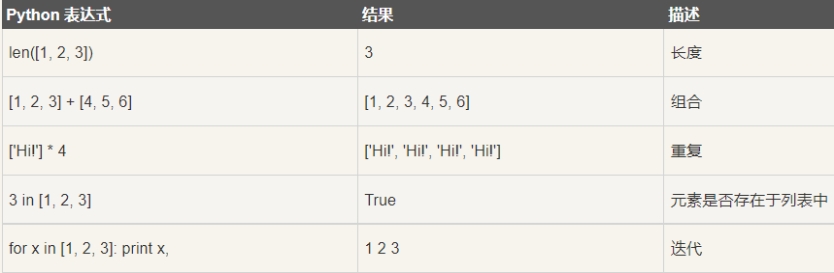 Python 表达式 结果 描述
len([1, 2, 3]) 3 长度
[1, 2, 3] + [4, 5, 6] [1, 2, 3, 4, 5, 6] 组合
['Hi!'] * 4 ['Hi!', 'Hi!', 'Hi!', 'Hi!'] 重复
3 in [1, 2, 3] True 元素是否存在于列表中
for x in [1, 2, 3]: print x, 1 2 3 迭代